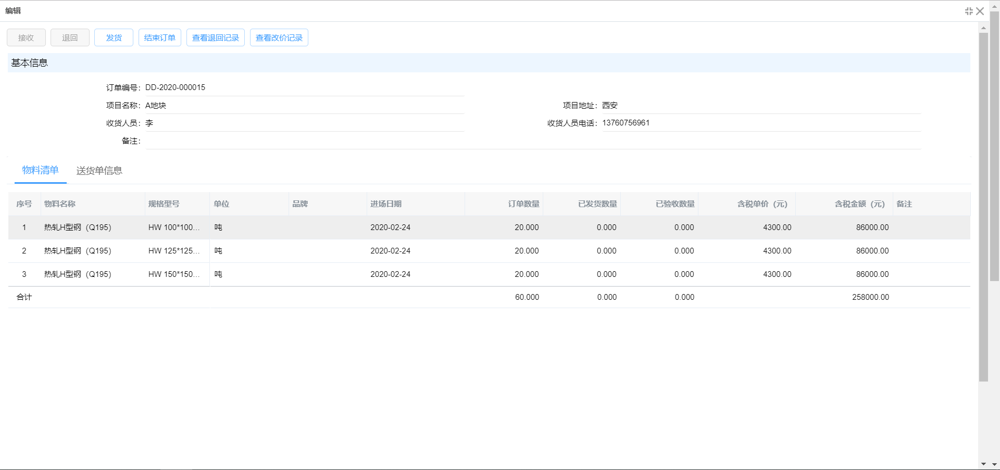 编辑
接收 退回 发货 结束订单 查看退回记录 查看改价记录
基本信息
订单编号: DD-2020-000015
项目名称: A地块 项目地址: 西安
收货人员: 李 收货人员电话: 13760756961
备注:
物料清单 送货单信息
序号 物料名称 规格型号 单位 品牌 进场日期 订单数量 已发货数量 已验收数量 含税单价（元） 含税金额（元） 备注
1 热轧H型钢（Q195） HW 100*100... 吨 2020-02-24 20.000 0.000 0.000 4300.00 86000.00
2 热轧H型钢（Q195） HW 125*125... 吨 2020-02-24 20.000 0.000 0.000 4300.00 86000.00
3 热轧H型钢（Q195） HW 150*150... 吨 2020-02-24 20.000 0.000 0.000 4300.00 86000.00
合计 60.000 0.000 0.000 258000.00